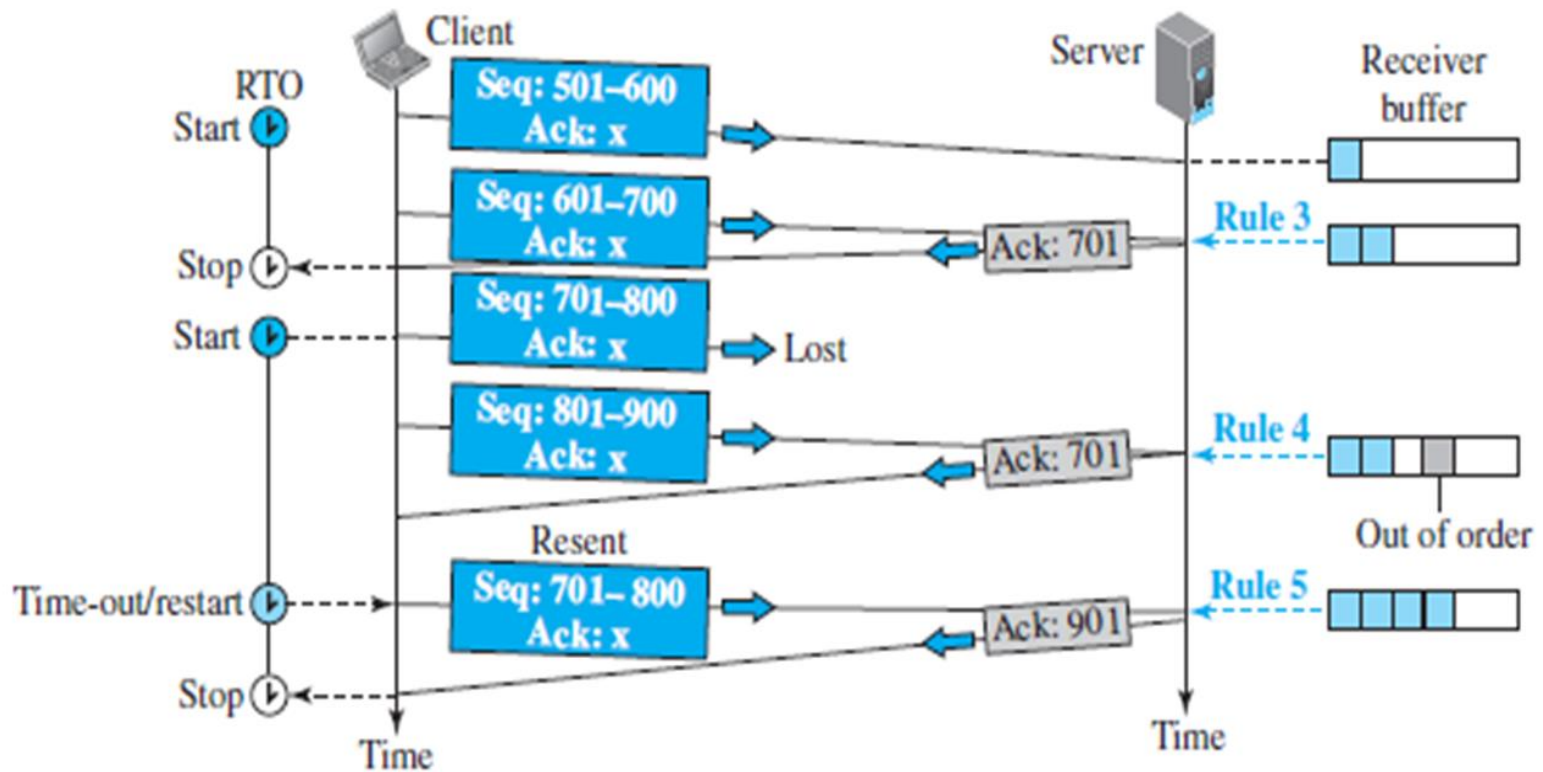 Client
Server
Receiver
buffer
RTO
Start
Seq: 501–600
Ack: x
Seq: 601–700
Ack: x
Ack: 701
Rule 3
Stop
Seq: 701–800
Ack: x
Start
Lost
Seq: 801–900
Ack: x
Ack: 701
Rule 4
Out of order
Resent
Time-out/restart
Seq: 701– 800
Ack: x
Ack: 901
Rule 5
Stop
Time
Time